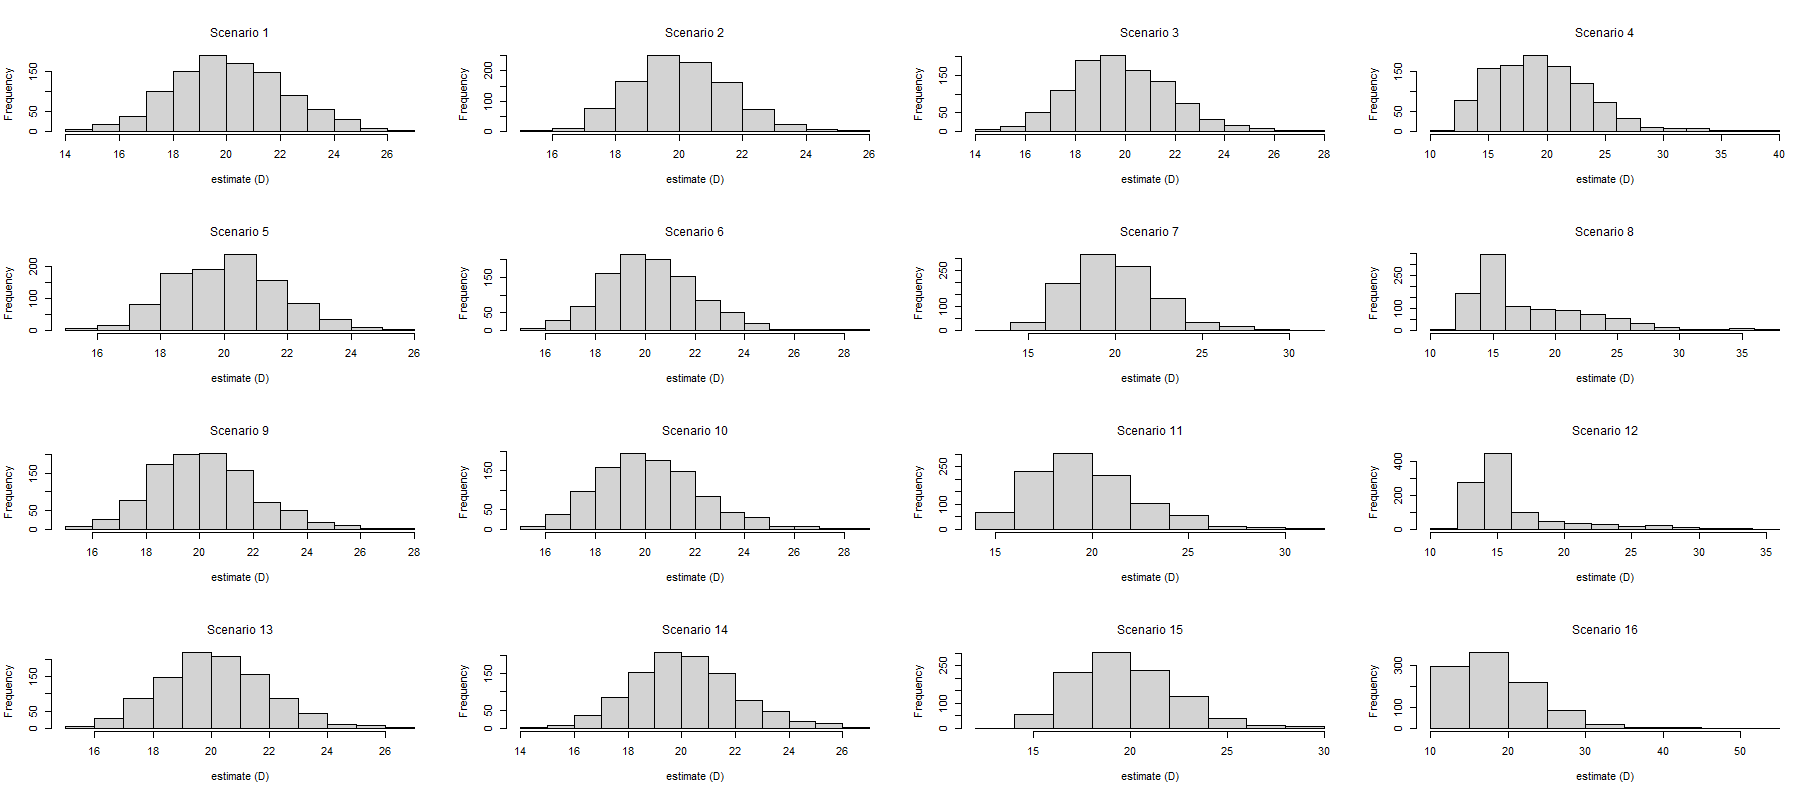 Scenario 1
Frequency
0 50 150
14 16 18 20 22 24 26
estimate (D)
Scenario 2
Frequency
0 100 200
16 18 20 22 24 26
estimate (D)
Scenario 3
Frequency
0 50 150
14 16 18 20 22 24 26 28
estimate (D)
Scenario 4
Frequency
0 50 150
10 15 20 25 30 35 40
estimate (D)
Scenario 5
Frequency
0 100 200
16 18 20 22 24 26
estimate (D)
Scenario 6
Frequency
0 50 150
16 18 20 22 24 26 28
estimate (D)
Scenario 7
Frequency
0 100 250
15 20 25 30
estimate (D)
Scenario 8
Frequency
0 100 250
10 15 20 25 30 35
estimate (D)
Scenario 9
Frequency
0 50 150
16 18 20 22 24 26 28
estimate (D)
Scenario 10
Frequency
0 50 150
16 18 20 22 24 26 28
estimate (D)
Scenario 11
Frequency
0 100 250
15 20 25 30
estimate (D)
Scenario 12
Frequency
0 200 400
10 15 20 25 30 35
estimate (D)
Scenario 13
Frequency
0 50 150
16 18 20 22 24 26
estimate (D)
Scenario 14
Frequency
0 50 150
14 16 18 20 22 24 26
estimate (D)
Scenario 15
Frequency
0 100 250
15 20 25 30
estimate (D)
Scenario 16
Frequency
0 100 300
10 20 30 40 50
estimate (D)